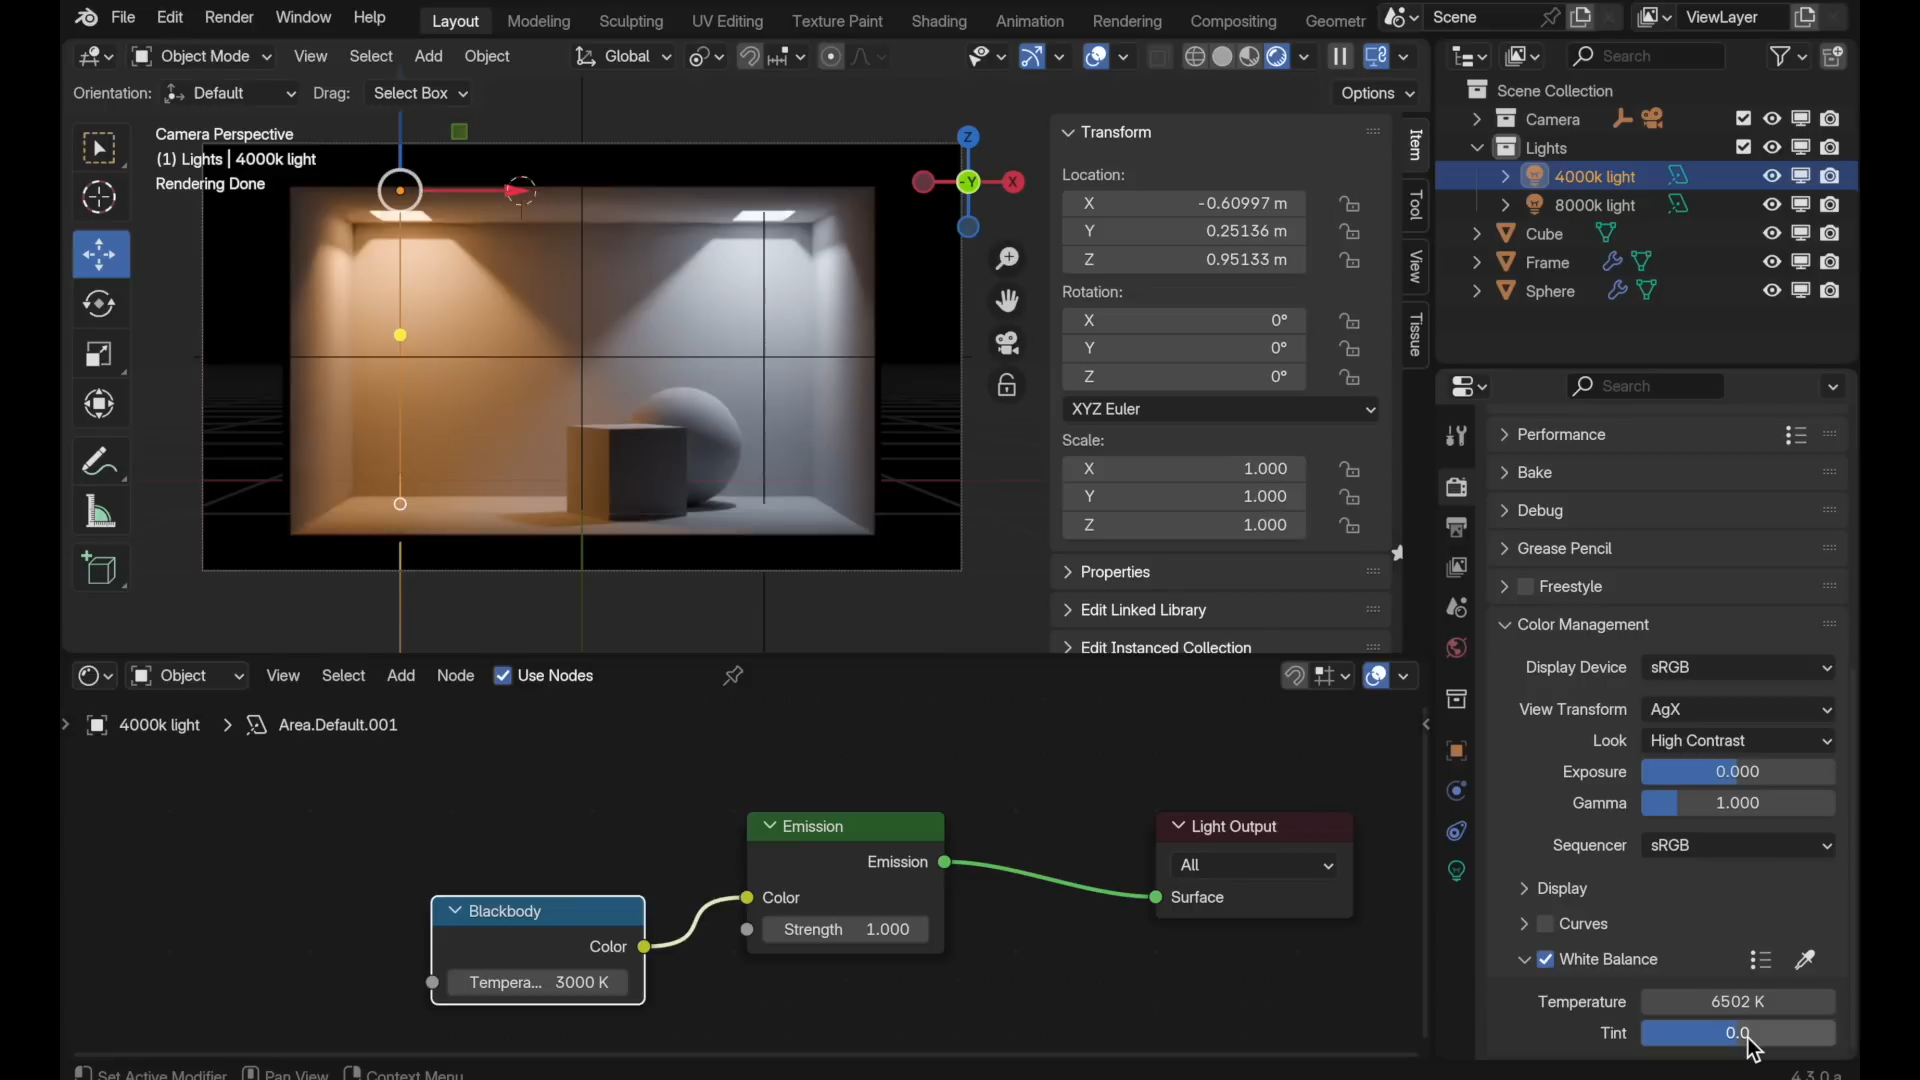 File Edit Render Window Help Layout Modeling Sculpting UV Editing Texture Paint Shading Animation Rendering Compositing Geometr Scene ViewLayer
Object Mode View Select Add Object Global Search
Orientation: Default Drag: Select Box Options
Camera Perspective
(1) Lights | 4000k light
Rendering Done
Z
-Y
X
Transform
Location:
X -0.60997 m
Y 0.25136 m
Z 0.95133 m
Rotation:
X 0°
Y 0°
Z 0°
XYZ Euler
Scale:
X 1.000
Y 1.000
Z 1.000
Properties
Edit Linked Library
Edit Instanced Collection
Item
Tool
View
Tissue
Scene Collection
Camera
Lights
4000k light
8000k light
Cube
Frame
Sphere
Search
Performance
Bake
Debug
Grease Pencil
Freestyle
Color Management
Display Device sRGB
View Transform AgX
Look High Contrast
Exposure 0.000
Gamma 1.000
Sequencer sRGB
Display
Curves
White Balance
Temperature 6502 K
Tint 0.0
Object View Select Add Node Use Nodes
4000k light > Area.Default.001
Blackbody
Color
Tempera... 3000 K
Emission
Emission
Color
Strength 1.000
Light Output
All
Surface
Set Active Modifier Pan View Context Menu 4.3.0 a